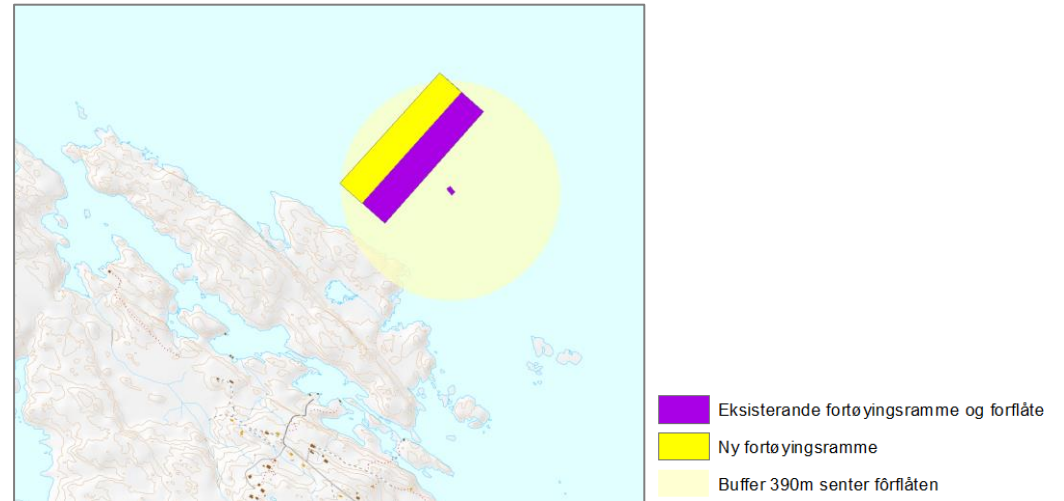 Eksisterande fortøyingsramme og forflåte
Ny fortøyingsramme
Buffer 390m senter fôrflåten